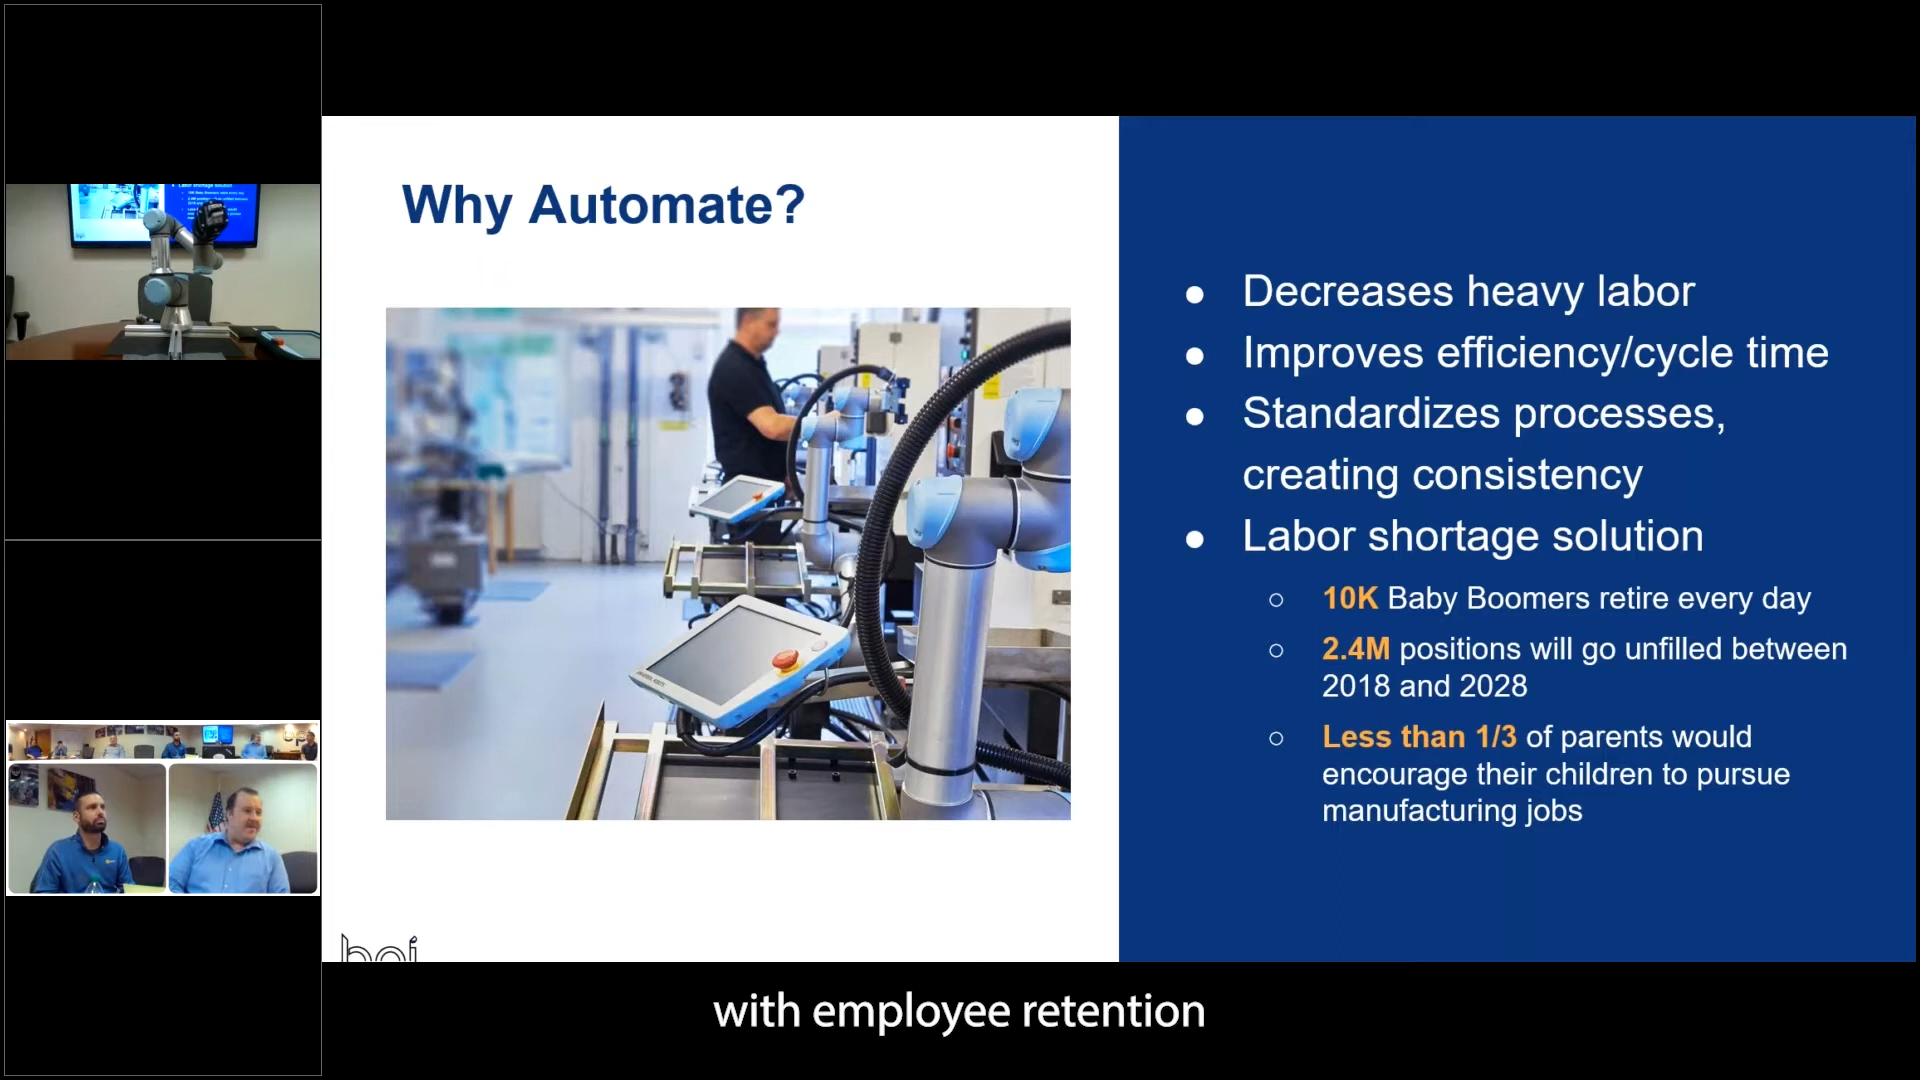 Why Automate?
● Decreases heavy labor
● Improves efficiency/cycle time
● Standardizes processes,
creating consistency
● Labor shortage solution
○ 10K Baby Boomers retire every day
○ 2.4M positions will go unfilled between
2018 and 2028
○ Less than 1/3 of parents would
encourage their children to pursue
manufacturing jobs
with employee retention